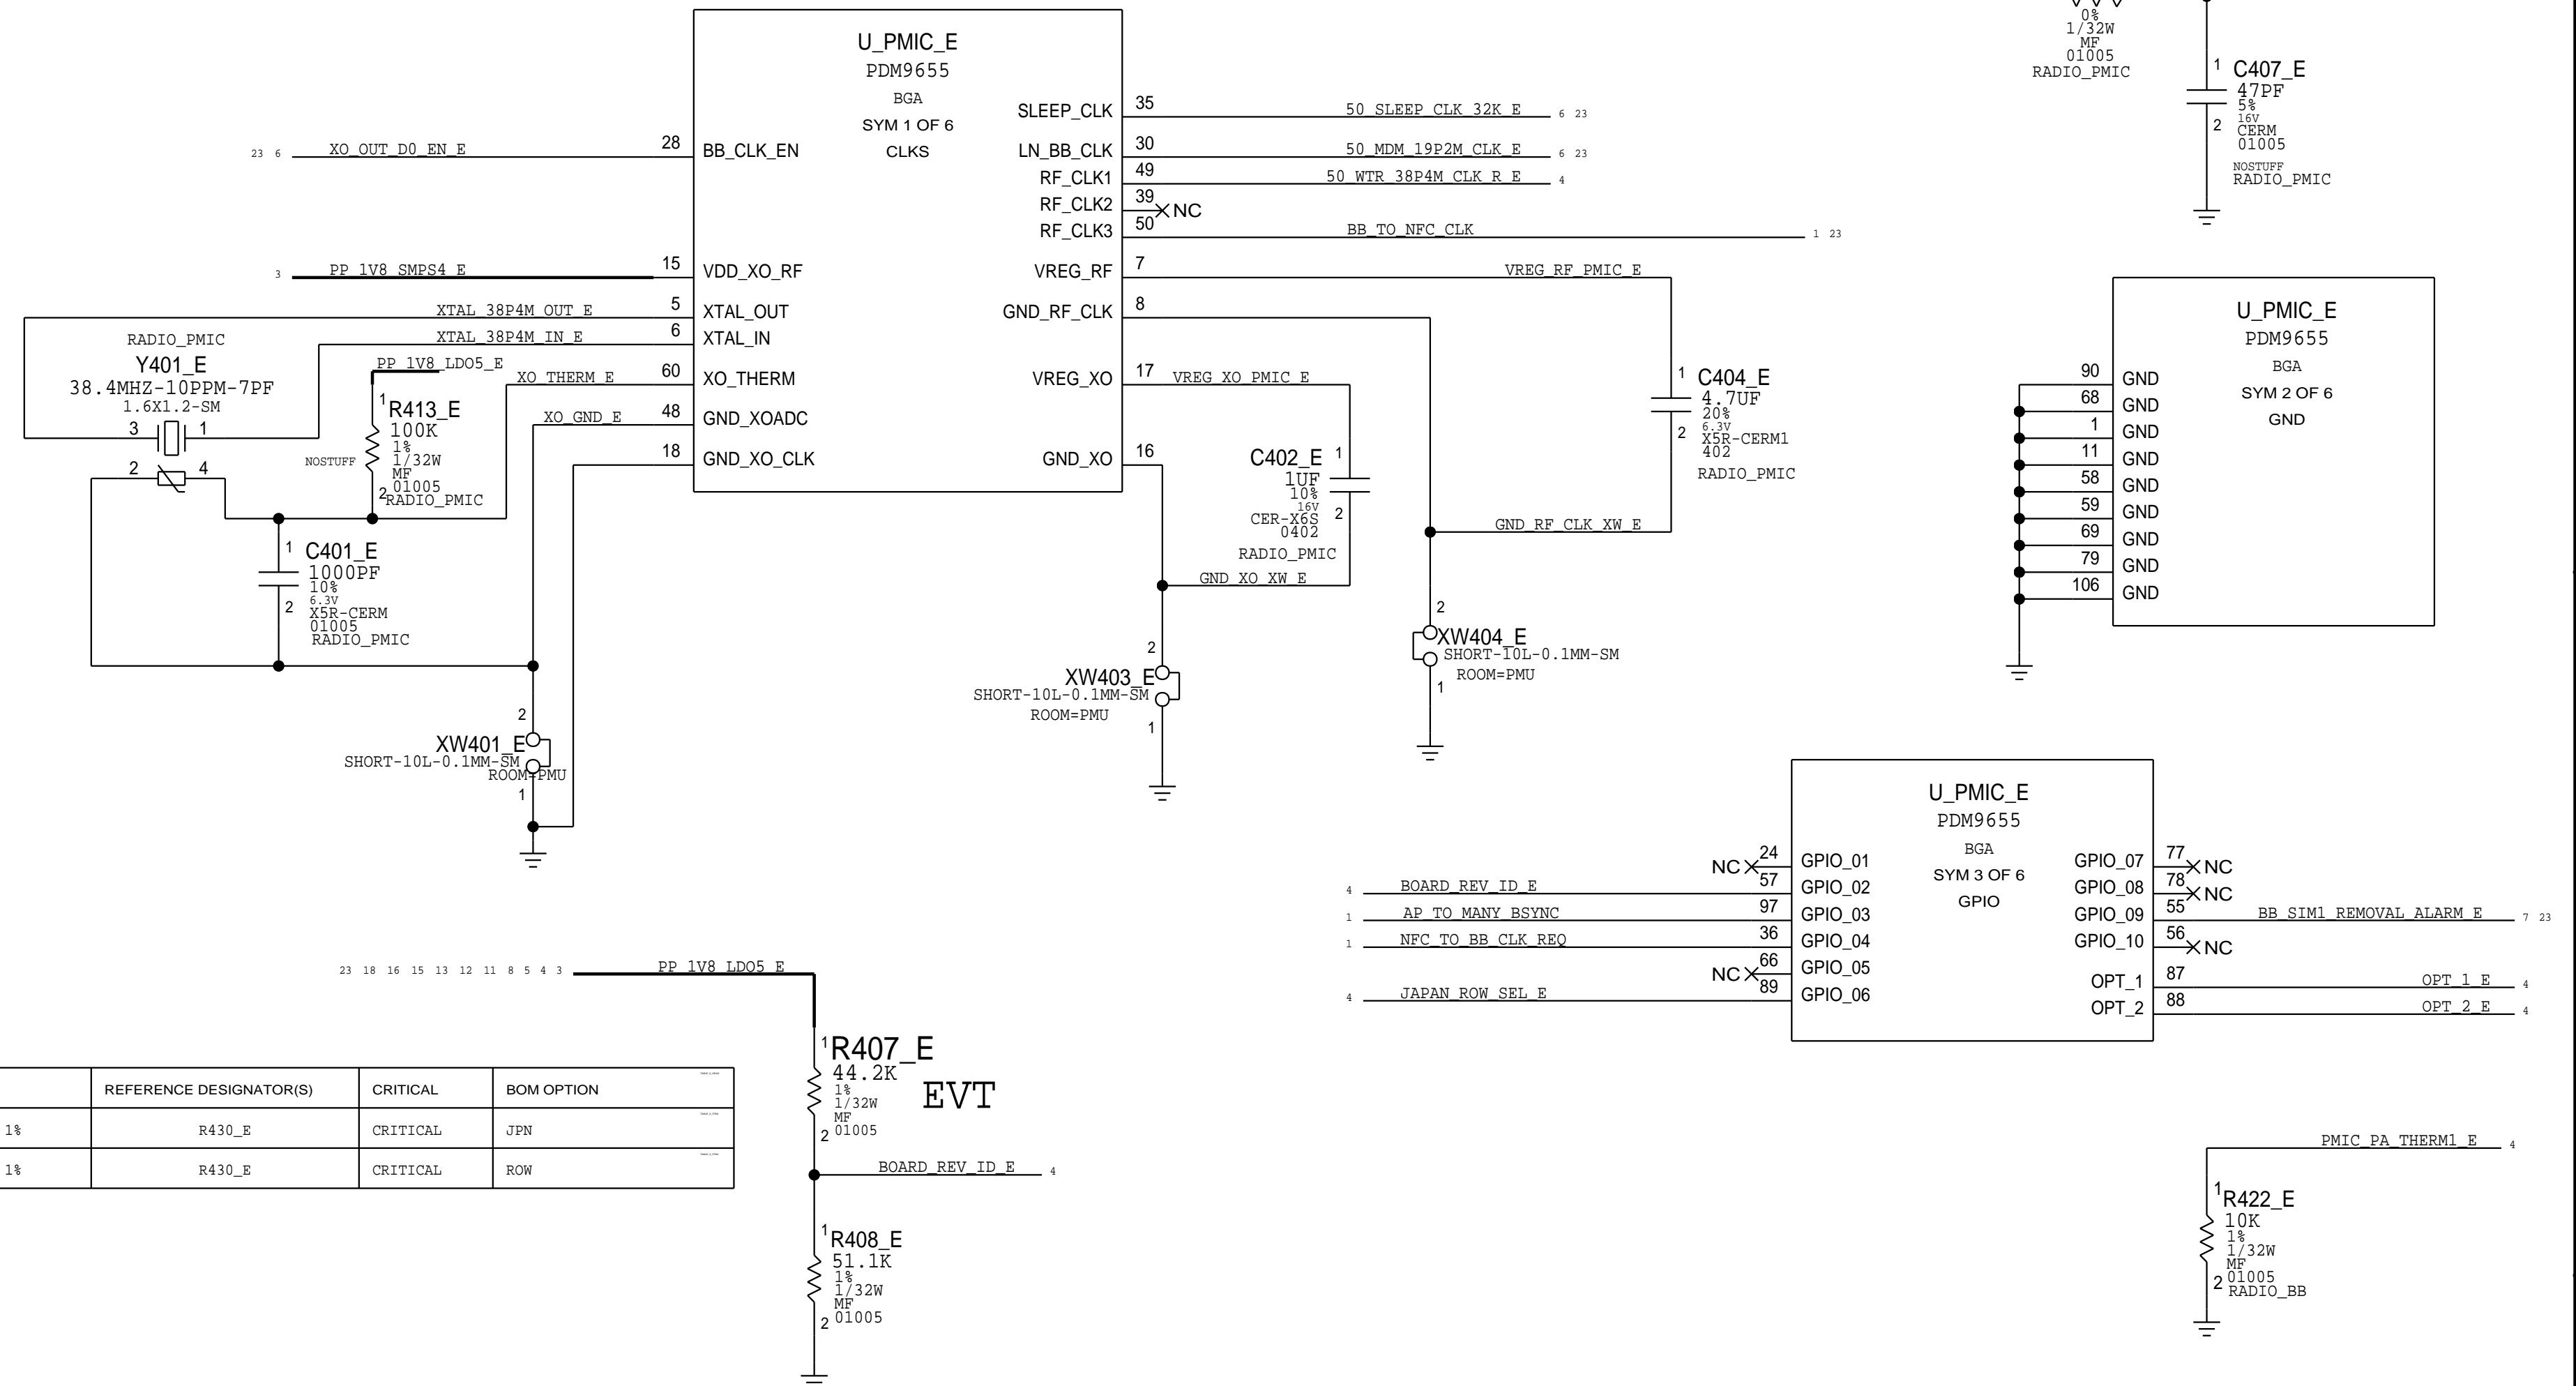 U_PMIC_E
PDM9655
BGA
SYM 1 OF 6
CLKS
23 6 XO_OUT_D0_EN_E 28 BB_CLK_EN
3 PP_1V8_SMPS4_E 15 VDD_XO_RF
XTAL_38P4M_OUT_E 5 XTAL_OUT
XTAL_38P4M_IN_E 6 XTAL_IN
XO_THERM_E 60 XO_THERM
XO_GND_E 48 GND_XOADC
18 GND_XO_CLK
SLEEP_CLK 35 50_SLEEP_CLK_32K_E 6 23
LN_BB_CLK 30 50_MDM_19P2M_CLK_E 6 23
RF_CLK1 49 50_WTR_38P4M_CLK_R_E 4
RF_CLK2 39 NC
RF_CLK3 50 BB_TO_NFC_CLK 1 23
VREG_RF 7 VREG_RF_PMIC_E
GND_RF_CLK 8
VREG_XO 17 VREG_XO_PMIC_E
GND_XO 16
RADIO_PMIC
Y401_E
38.4MHZ-10PPM-7PF
1.6X1.2-SM
3 1
2 4
PP_1V8_LDO5_E
1
R413_E
100K
1%
1/32W
MF
01005
2
RADIO_PMIC
NOSTUFF
1
C401_E
1000PF
10%
6.3V
2
X5R-CERM
01005
RADIO_PMIC
2
XW401_E
SHORT-10L-0.1MM-SM
ROOM=PMU
1
C402_E 1
1UF
10%
16V
CER-X6S 2
0402
RADIO_PMIC
GND_XO_XW_E
2
XW403_E
SHORT-10L-0.1MM-SM
ROOM=PMU
1
1
C404_E
4.7UF
20%
6.3V
2
X5R-CERM1
402
RADIO_PMIC
GND_RF_CLK_XW_E
2
XW404_E
SHORT-10L-0.1MM-SM
ROOM=PMU
1
0%
1/32W
MF
01005
RADIO_PMIC
1
C407_E
47PF
5%
16V
2
CERM
01005
NOSTUFF
RADIO_PMIC
U_PMIC_E
PDM9655
BGA
SYM 2 OF 6
GND
90 GND
68 GND
1 GND
11 GND
58 GND
59 GND
69 GND
79 GND
106 GND
U_PMIC_E
PDM9655
BGA
SYM 3 OF 6
GPIO
NC 24 GPIO_01
4 BOARD_REV_ID_E 57 GPIO_02
1 AP_TO_MANY_BSYNC 97 GPIO_03
1 NFC_TO_BB_CLK_REQ 36 GPIO_04
NC 66 GPIO_05
4 JAPAN_ROW_SEL_E 89 GPIO_06
GPIO_07 77 NC
GPIO_08 78 NC
GPIO_09 55 BB_SIM1_REMOVAL_ALARM_E 7 23
GPIO_10 56 NC
OPT_1 87 OPT_1_E 4
OPT_2 88 OPT_2_E 4
23 18 16 15 13 12 11 8 5 4 3 PP_1V8_LDO5_E
1
R407_E
44.2K
1%
1/32W
MF
2 01005
EVT
BOARD_REV_ID_E 4
1
R408_E
51.1K
1%
1/32W
MF
2 01005
REFERENCE DESIGNATOR(S) CRITICAL BOM OPTION
1% R430_E CRITICAL JPN
1% R430_E CRITICAL ROW
PMIC_PA_THERM1_E 4
1
R422_E
10K
1%
1/32W
MF
2 01005
RADIO_BB